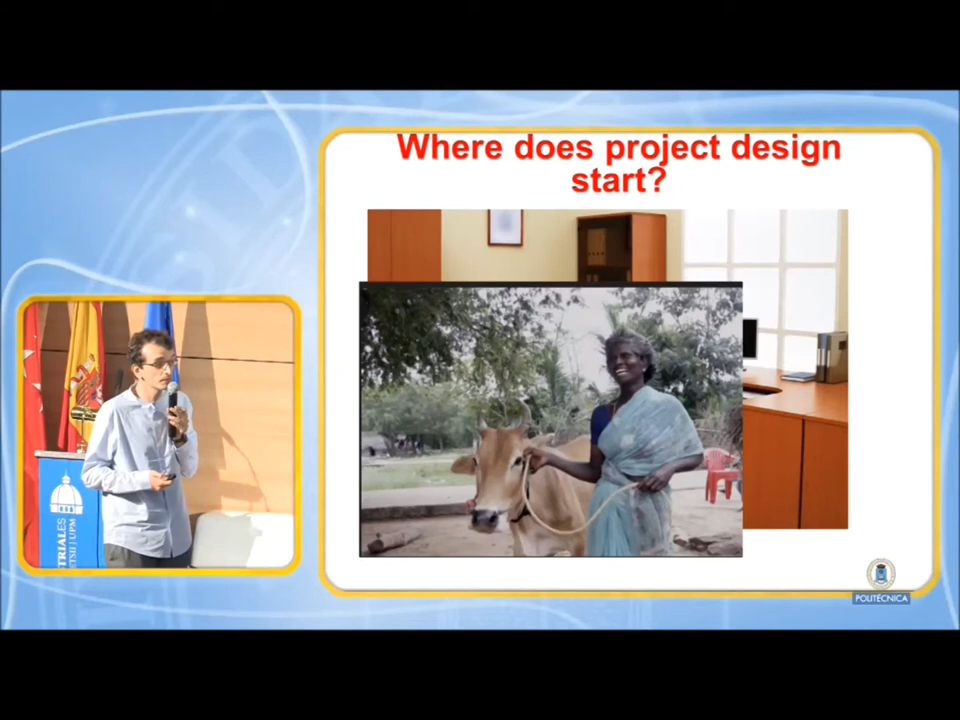 Where does project design
start?
TRIALES
ETSII | UPM
POLITÉCNICA